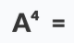 A⁴ =